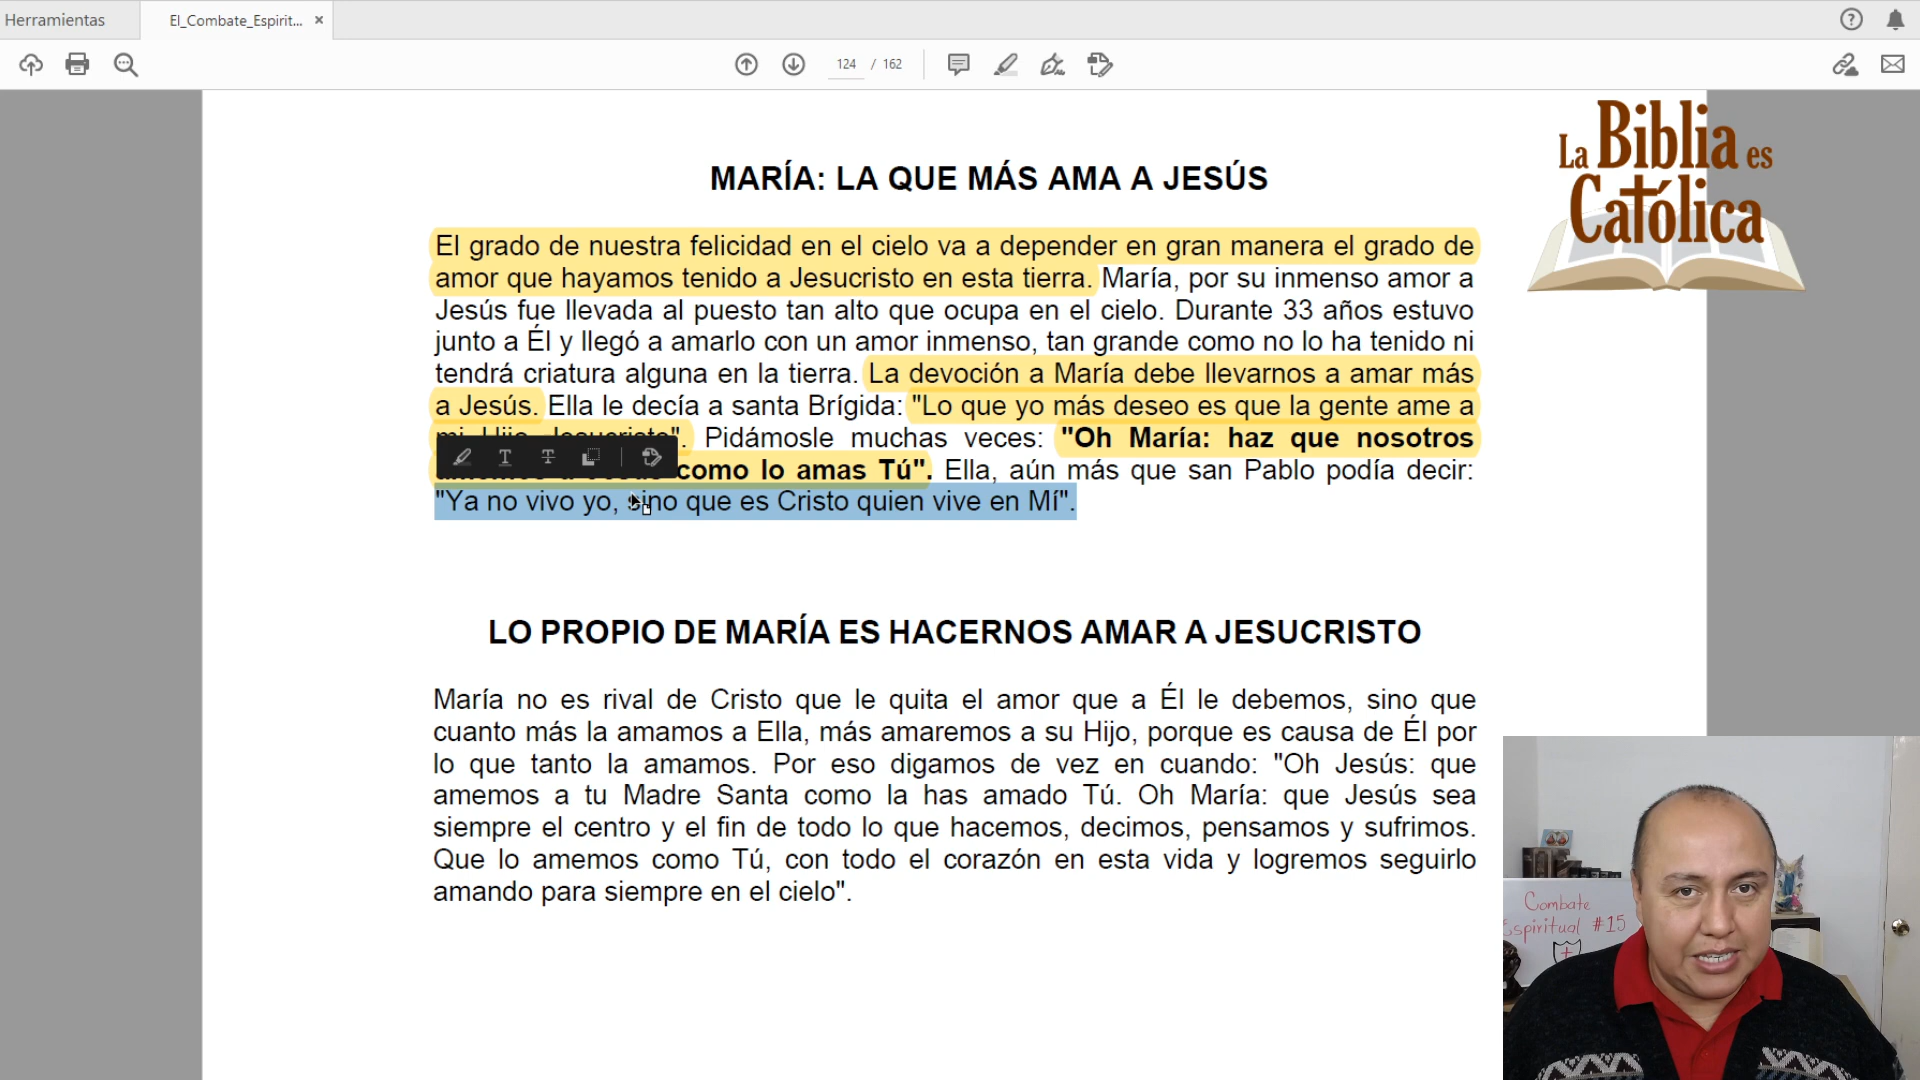 Herramientas
El_Combate_Espirit...
124 / 162
La Biblia es
Católica
MARÍA: LA QUE MÁS AMA A JESÚS
El grado de nuestra felicidad en el cielo va a depender en gran manera el grado de
amor que hayamos tenido a Jesucristo en esta tierra. María, por su inmenso amor a
Jesús fue llevada al puesto tan alto que ocupa en el cielo. Durante 33 años estuvo
junto a Él y llegó a amarlo con un amor inmenso, tan grande como no lo ha tenido ni
tendrá criatura alguna en la tierra. La devoción a María debe llevarnos a amar más
a Jesús. Ella le decía a santa Brígida: "Lo que yo más deseo es que la gente ame a
mi Hijo Jesucristo". Pidámosle muchas veces: "Oh María: haz que nosotros
como lo amas Tú". Ella, aún más que san Pablo podía decir:
"Ya no vivo yo, sino que es Cristo quien vive en Mí".
LO PROPIO DE MARÍA ES HACERNOS AMAR A JESUCRISTO
María no es rival de Cristo que le quita el amor que a Él le debemos, sino que
cuanto más la amamos a Ella, más amaremos a su Hijo, porque es causa de Él por
lo que tanto la amamos. Por eso digamos de vez en cuando: "Oh Jesús: que
amemos a tu Madre Santa como la has amado Tú. Oh María: que Jesús sea
siempre el centro y el fin de todo lo que hacemos, decimos, pensamos y sufrimos.
Que lo amemos como Tú, con todo el corazón en esta vida y logremos seguirlo
amando para siempre en el cielo".
Combate
Espiritual #15